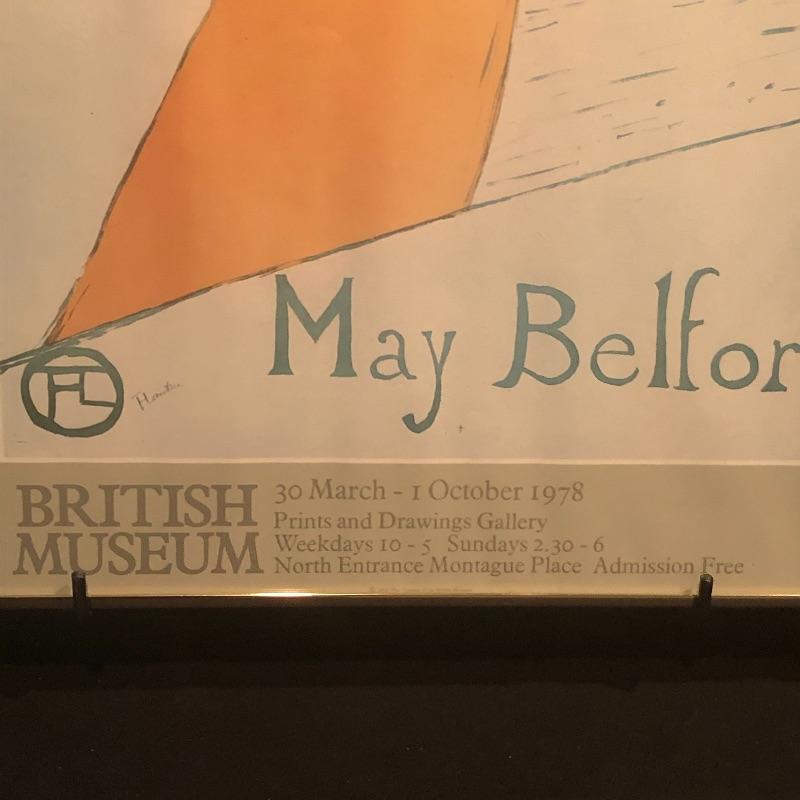 May Belfor
BRITISH
MUSEUM
30 March - 1 October 1978
Prints and Drawings Gallery
Weekdays 10 - 5 Sundays 2.30 - 6
North Entrance Montague Place Admission Free